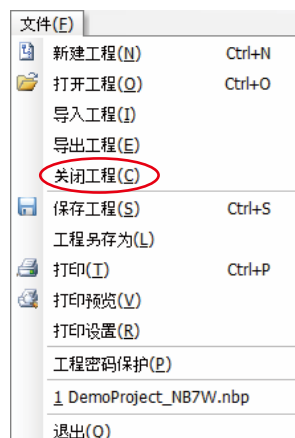 文件(F)
新建工程(N) Ctrl+N
打开工程(O) Ctrl+O
导入工程(I)
导出工程(E)
关闭工程(C)
保存工程(S) Ctrl+S
工程另存为(L)
打印(T) Ctrl+P
打印预览(V)
打印设置(R)
工程密码保护(P)
1 DemoProject_NB7W.nbp
退出(Q)